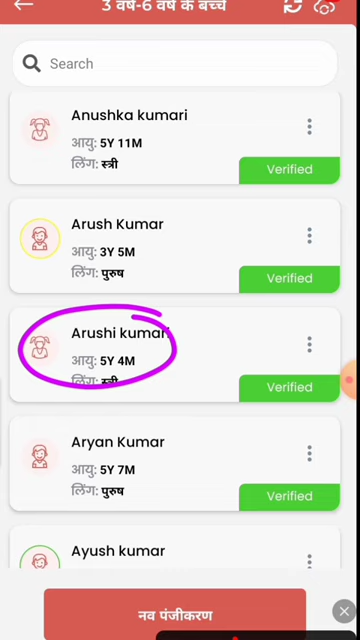 3 वर्ष-6 वर्ष के बच्चे
Search
Anushka kumari
आयु: 5Y 11M
लिंग: स्त्री
Verified
Arush Kumar
आयु: 3Y 5M
लिंग: पुरुष
Verified
Arushi kumari
आयु: 5Y 4M
लिंग: स्त्री
Verified
Aryan Kumar
आयु: 5Y 7M
लिंग: पुरुष
Verified
Ayush kumar
नव पंजीकरण